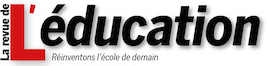 La revue de
L'éducation
Réinventons l'école de demain